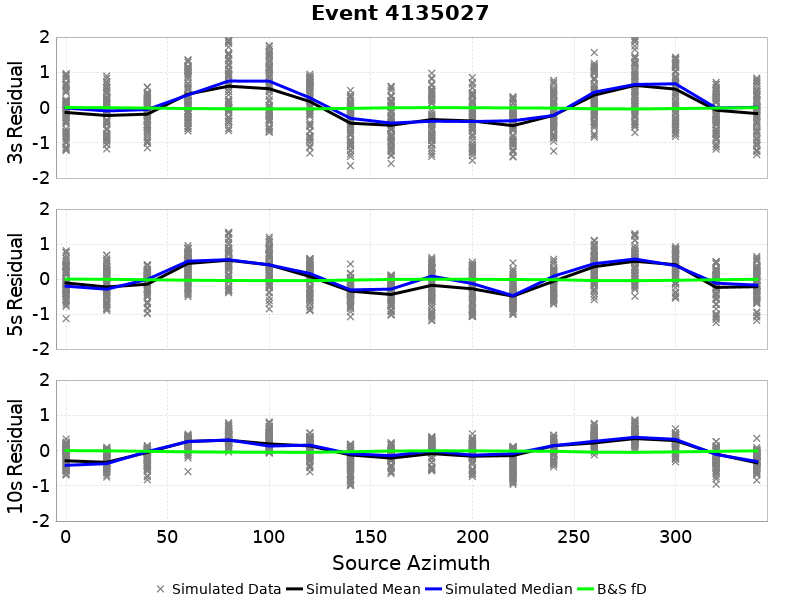 Event 4135027
3s Residual
2
1
0
-1
-2
5s Residual
2
1
0
-1
-2
10s Residual
2
1
0
-1
-2
0 50 100 150 200 250 300
Source Azimuth
Simulated Data Simulated Mean Simulated Median B&S fD